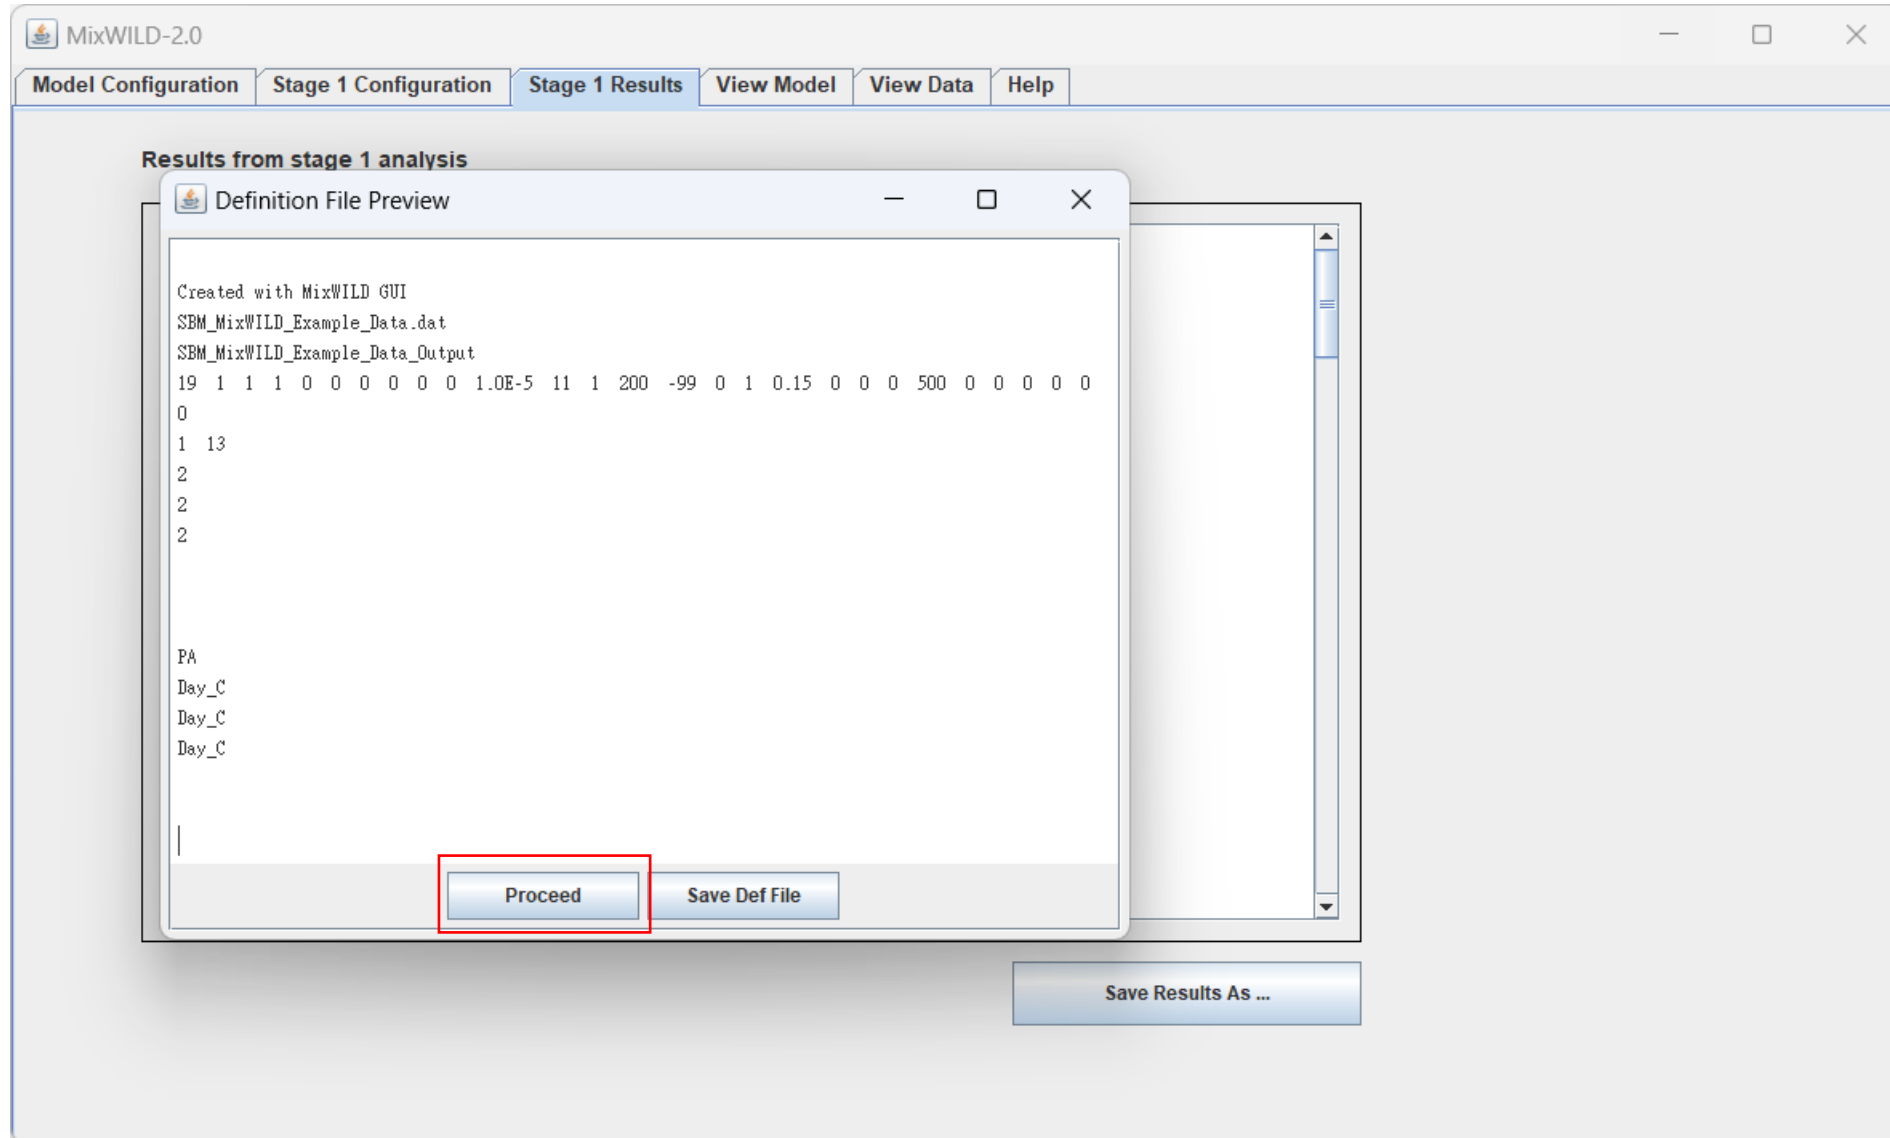 MixWILD-2.0
Model Configuration Stage 1 Configuration Stage 1 Results View Model View Data Help
Results from stage 1 analysis
Definition File Preview
Created with MixWILD GUI
SBM_MixWILD_Example_Data.dat
SBM_MixWILD_Example_Data_Output
19 1 1 1 0 0 0 0 0 0 1.0E-5 11 1 200 -99 0 1 0.15 0 0 0 500 0 0 0 0 0
0
1 13
2
2
2
PA
Day_C
Day_C
Day_C
Proceed Save Def File
Save Results As ...